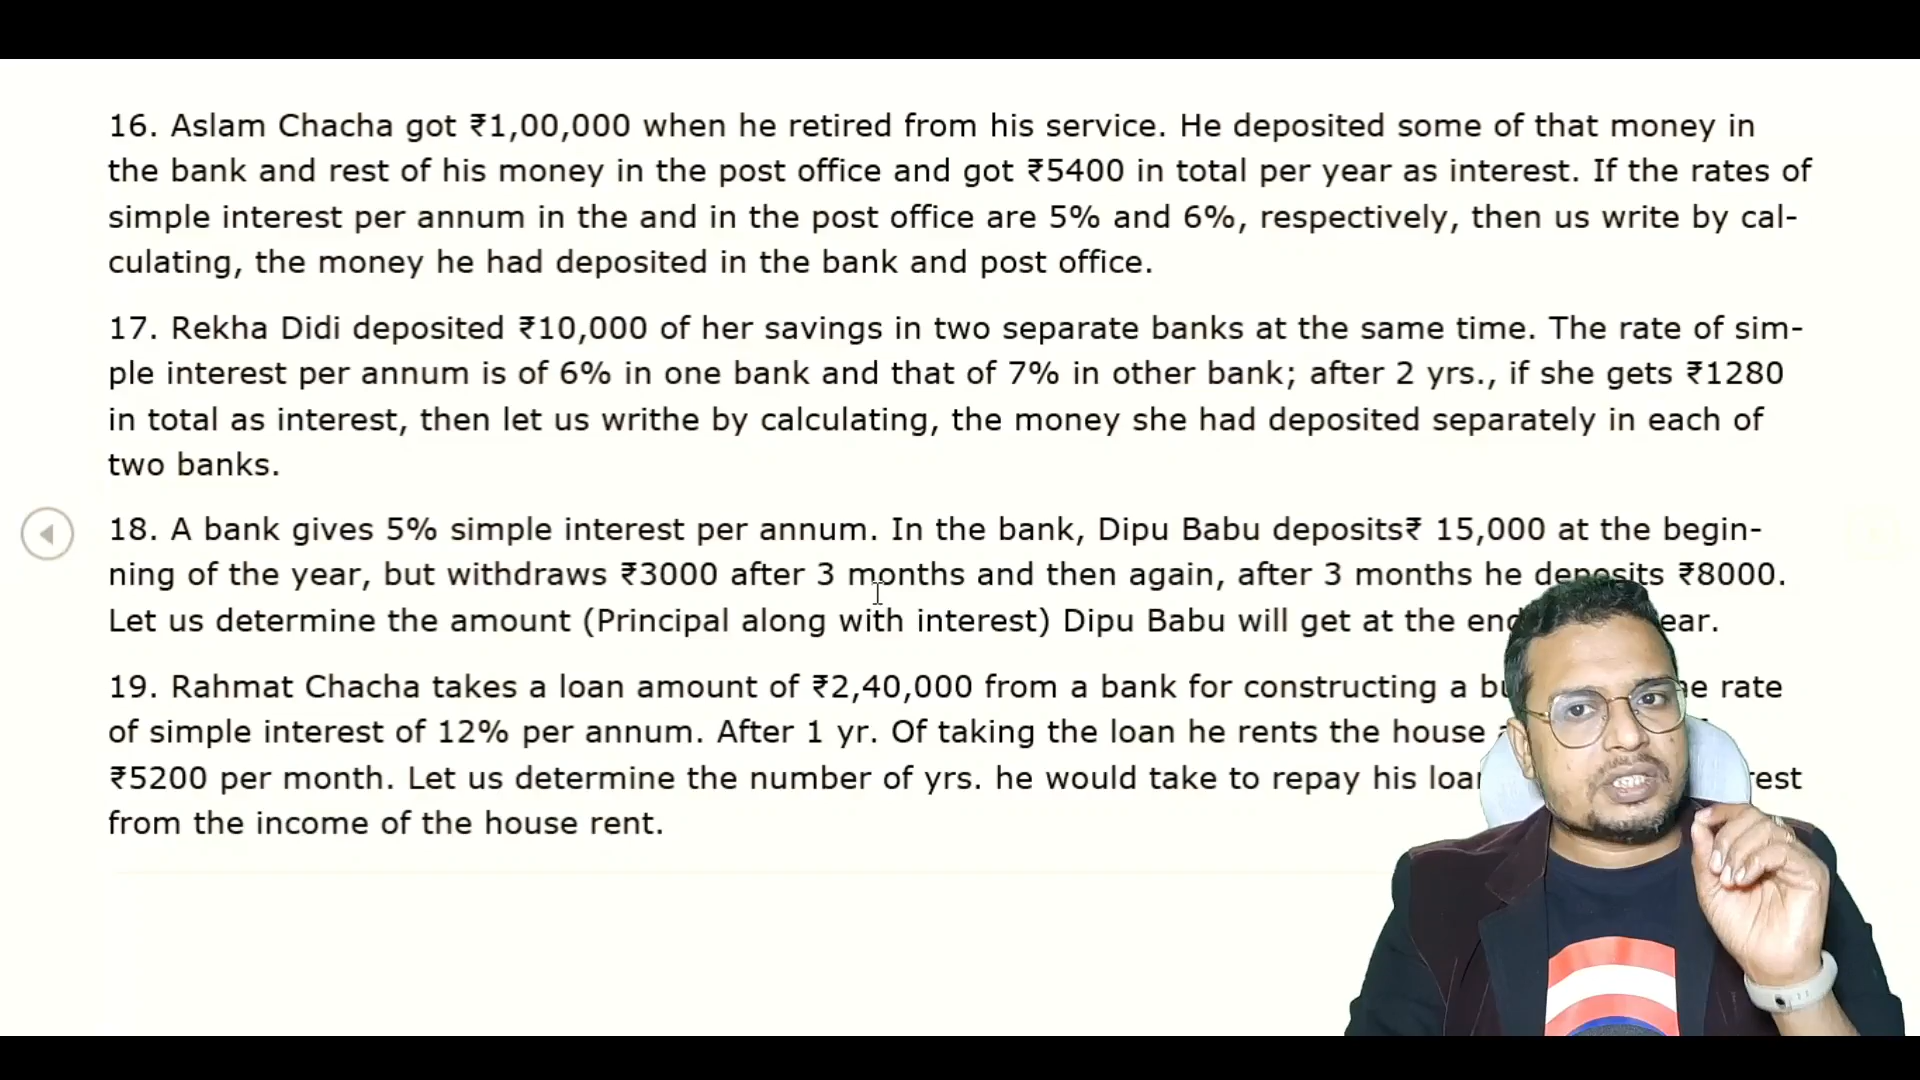 16. Aslam Chacha got ₹1,00,000 when he retired from his service. He deposited some of that money in
the bank and rest of his money in the post office and got ₹5400 in total per year as interest. If the rates of
simple interest per annum in the and in the post office are 5% and 6%, respectively, then us write by cal-
culating, the money he had deposited in the bank and post office.
17. Rekha Didi deposited ₹10,000 of her savings in two separate banks at the same time. The rate of sim-
ple interest per annum is of 6% in one bank and that of 7% in other bank; after 2 yrs., if she gets ₹1280
in total as interest, then let us writhe by calculating, the money she had deposited separately in each of
two banks.
18. A bank gives 5% simple interest per annum. In the bank, Dipu Babu deposits₹ 15,000 at the begin-
ning of the year, but withdraws ₹3000 after 3 months and then again, after 3 months he deposits ₹8000.
Let us determine the amount (Principal along with interest) Dipu Babu will get at the end
19. Rahmat Chacha takes a loan amount of ₹2,40,000 from a bank for constructing a rate
of simple interest of 12% per annum. After 1 yr. Of taking the loan he rents the house
₹5200 per month. Let us determine the number of yrs. he would take to repay his
from the income of the house rent.